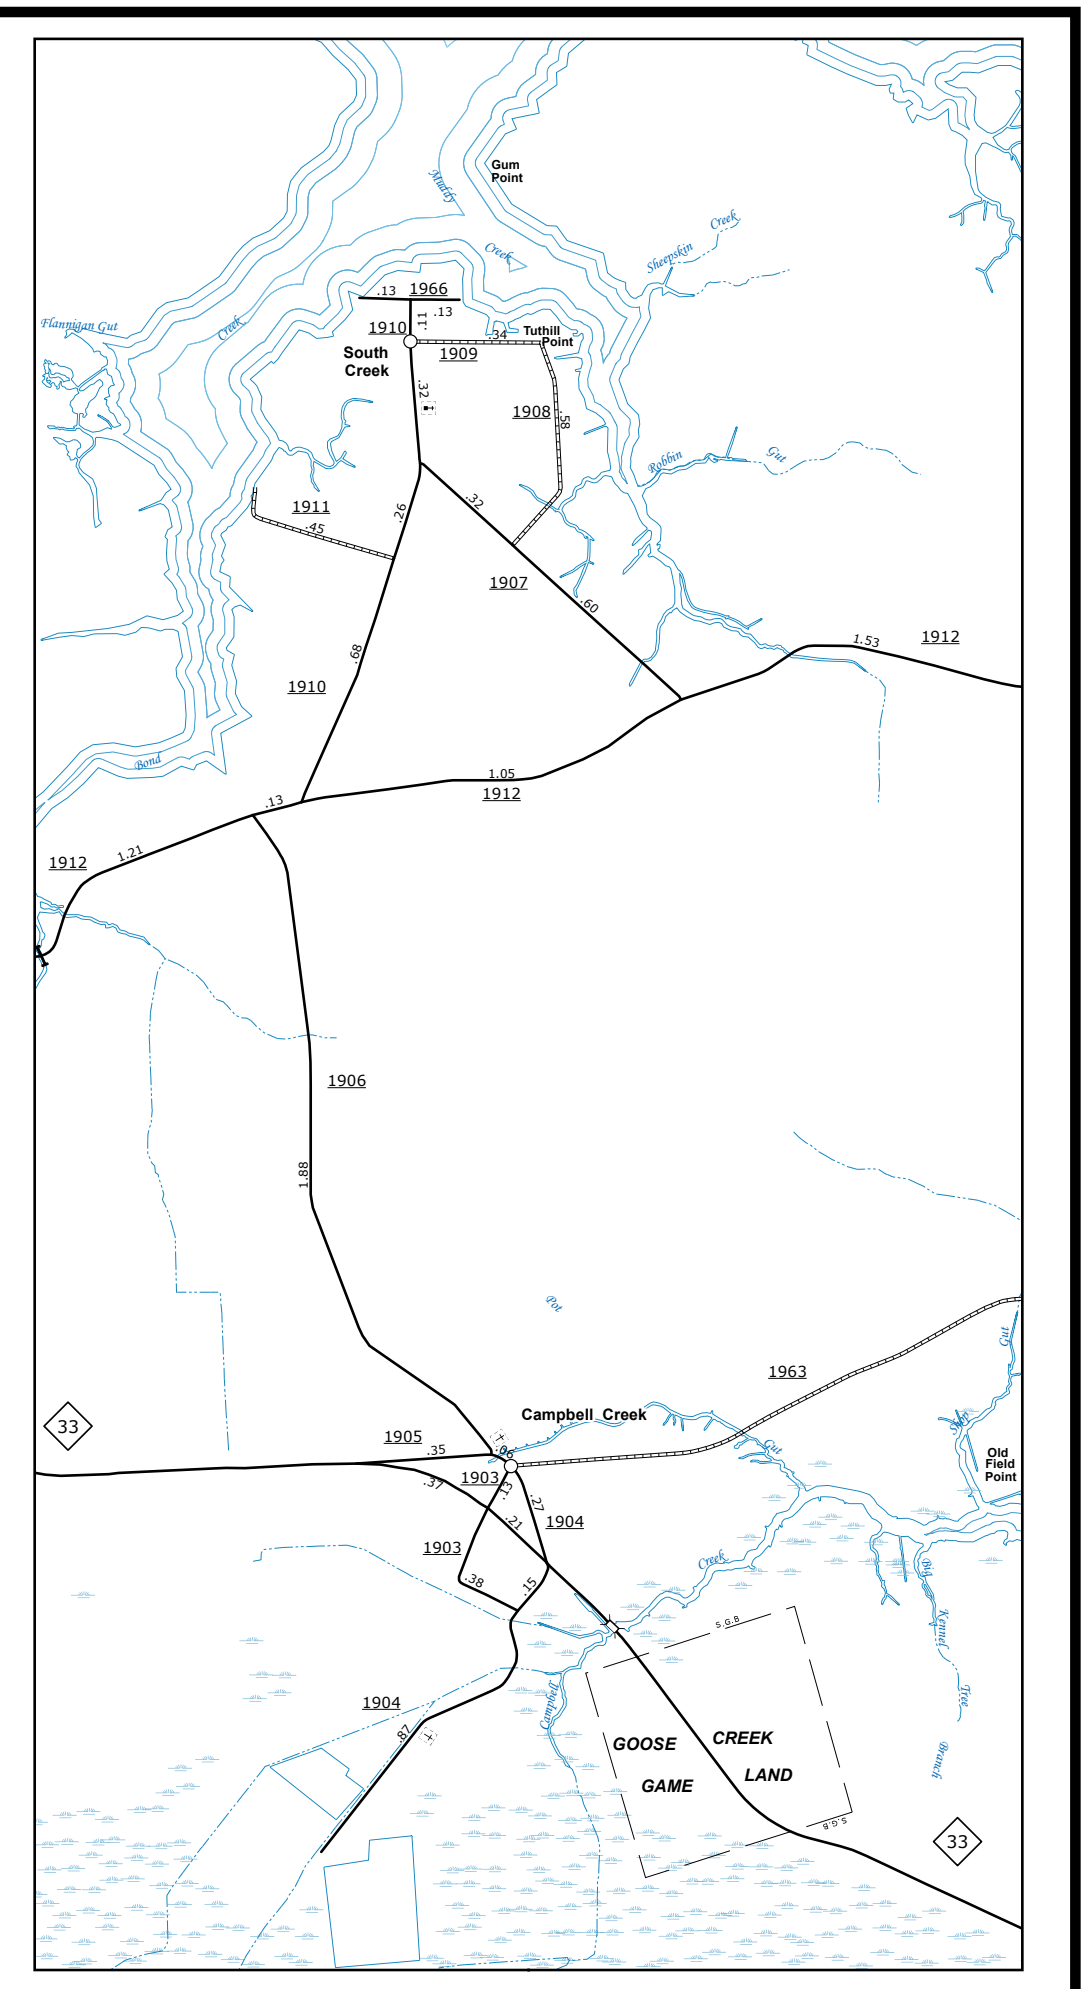 Gum
Point
Muddy
Creek
Sheepskin
Creek
.13
1966
.13
.11
1910
Flannigan Gut
Creek
.34
Tuthill
Point
1909
South
Creek
.32
1908
.58
Robbin
Gut
.32
1911
.45
.26
1907
.60
1.53
1912
.68
1910
Bond
1.05
1912
.13
1.21
1912
1906
1.88
Pot
Gut
1963
33
Campbell Creek
Shop
1905
.35
.06
Gut
Old
Field
Point
1903
.37
.13
.27
.21
1904
1903
Creek
Big
.38
.15
S.G.B
Kennel
Tree
Campbell
1904
.87
GOOSE
CREEK
Branch
GAME
LAND
S.G.B
33